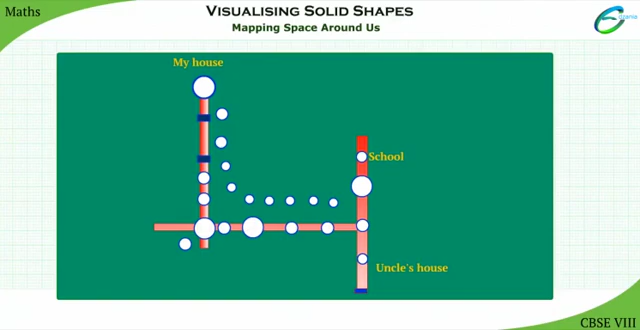 Maths
VISUALISING SOLID SHAPES
Mapping Space Around Us
My house
School
Uncle's house
CBSE VIII